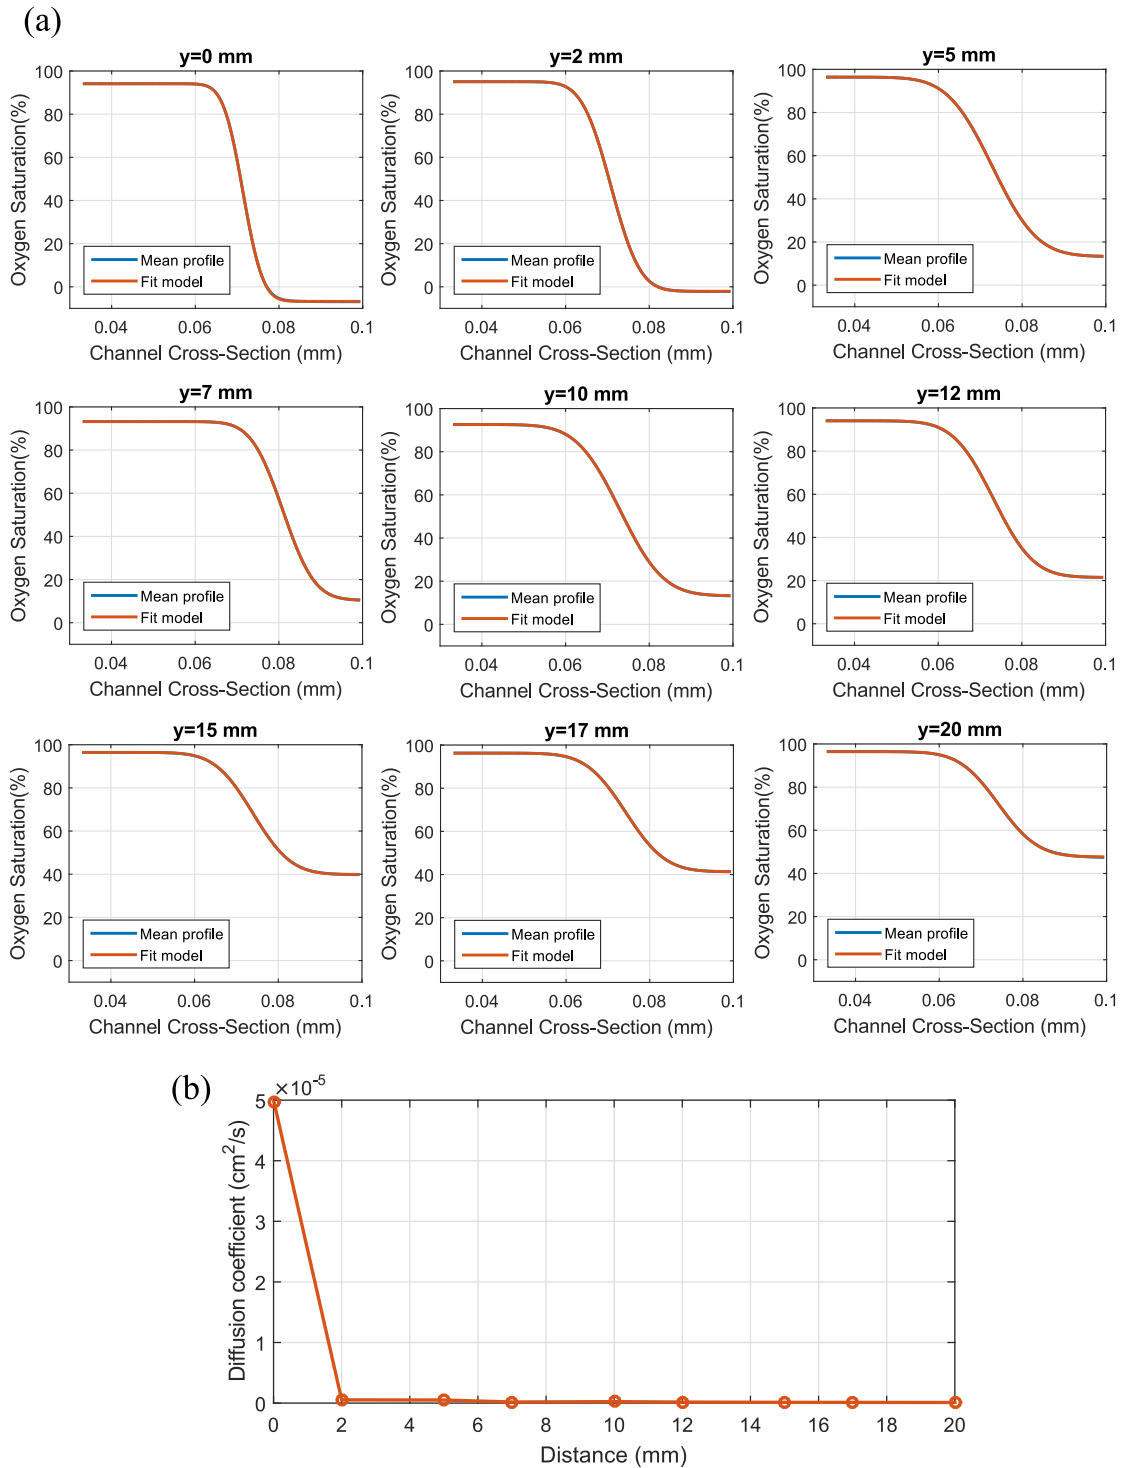 (a)
y=0 mm
Oxygen Saturation(%)
100
80
60
40
20
0
Mean profile
Fit model
0.04 0.06 0.08 0.1
Channel Cross-Section (mm)
y=2 mm
Oxygen Saturation(%)
100
80
60
40
20
0
Mean profile
Fit model
0.04 0.06 0.08 0.1
Channel Cross-Section (mm)
y=5 mm
Oxygen Saturation(%)
100
80
60
40
20
0
Mean profile
Fit model
0.04 0.06 0.08 0.1
Channel Cross-Section (mm)
y=7 mm
Oxygen Saturation(%)
100
80
60
40
20
0
Mean profile
Fit model
0.04 0.06 0.08 0.1
Channel Cross-Section (mm)
y=10 mm
Oxygen Saturation(%)
100
80
60
40
20
0
Mean profile
Fit model
0.04 0.06 0.08 0.1
Channel Cross-Section (mm)
y=12 mm
Oxygen Saturation(%)
100
80
60
40
20
0
Mean profile
Fit model
0.04 0.06 0.08 0.1
Channel Cross-Section (mm)
y=15 mm
Oxygen Saturation(%)
100
80
60
40
20
0
Mean profile
Fit model
0.04 0.06 0.08 0.1
Channel Cross-Section (mm)
y=17 mm
Oxygen Saturation(%)
100
80
60
40
20
0
Mean profile
Fit model
0.04 0.06 0.08 0.1
Channel Cross-Section (mm)
y=20 mm
Oxygen Saturation(%)
100
80
60
40
20
0
Mean profile
Fit model
0.04 0.06 0.08 0.1
Channel Cross-Section (mm)
(b)
×10⁻⁵
Diffusion coefficient (cm²/s)
5
4
3
2
1
0
0 2 4 6 8 10 12 14 16 18 20
Distance (mm)